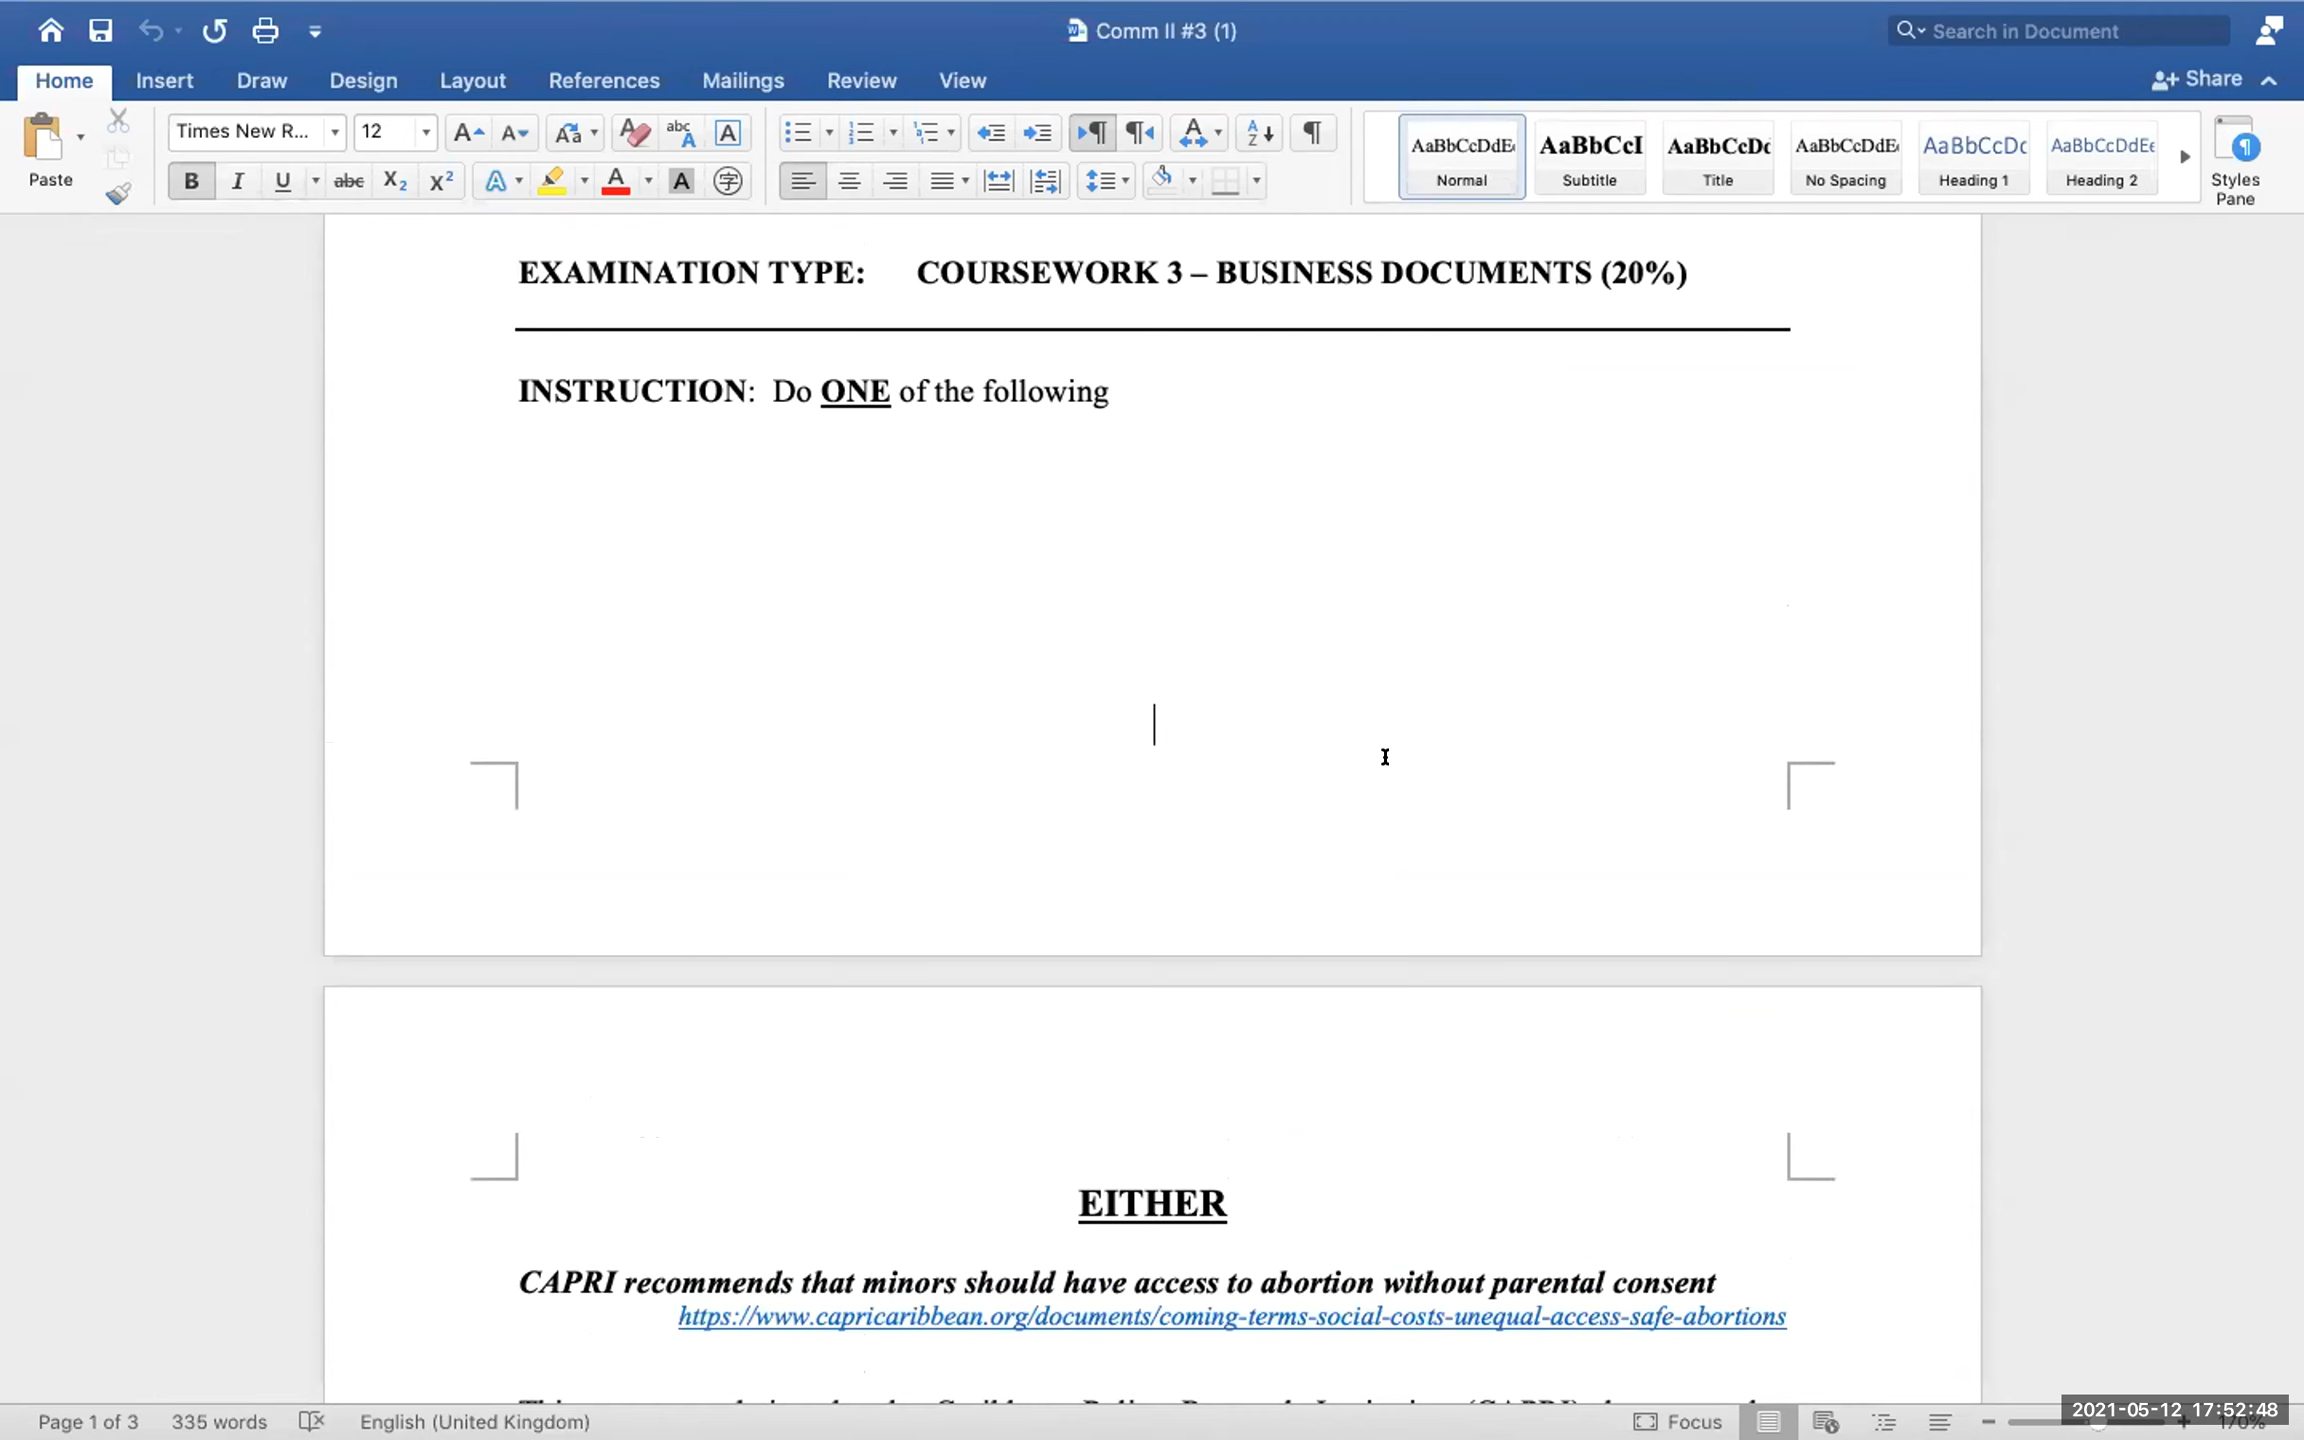 Comm II #3 (1)
Search in Document
Home Insert Draw Design Layout References Mailings Review View
Share
Paste
Times New R... 12
AaBbCcDdE AaBbCcI AaBbCcDc AaBbCcDdE AaBbCcDc AaBbCcDdEe
Normal Subtitle Title No Spacing Heading 1 Heading 2
Styles
Pane
EXAMINATION TYPE: COURSEWORK 3 – BUSINESS DOCUMENTS (20%)
INSTRUCTION: Do ONE of the following
EITHER
CAPRI recommends that minors should have access to abortion without parental consent
https://www.capricaribbean.org/documents/coming-terms-social-costs-unequal-access-safe-abortions
Page 1 of 3 335 words English (United Kingdom) Focus 170%
2021-05-12 17:52:48